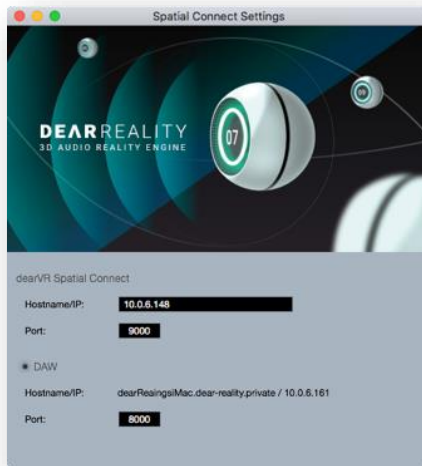 Spatial Connect Settings
07
DEARREALITY
3D AUDIO REALITY ENGINE
dearVR Spatial Connect
Hostname/IP: 10.0.6.148
Port: 9000
DAW
Hostname/IP: dearReaingsiMac.dear-reality.private / 10.0.6.161
Port: 8000